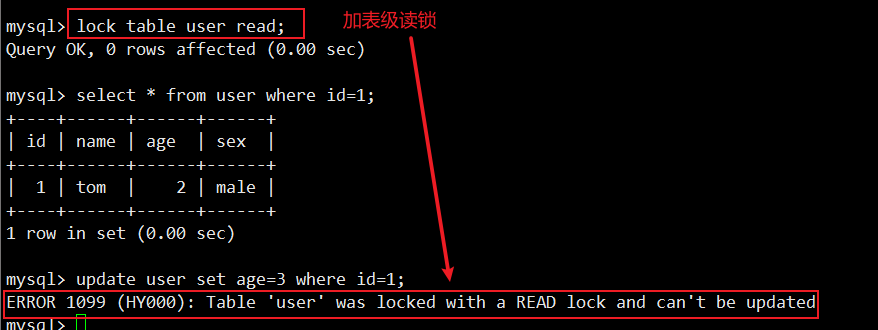 mysql> lock table user read;
加表级读锁
Query OK, 0 rows affected (0.00 sec)
mysql> select * from user where id=1;
+----+------+------+------+
| id | name | age  | sex  |
+----+------+------+------+
|  1 | tom  |    2 | male |
+----+------+------+------+
1 row in set (0.00 sec)
mysql> update user set age=3 where id=1;
ERROR 1099 (HY000): Table 'user' was locked with a READ lock and can't be updated
mysql>